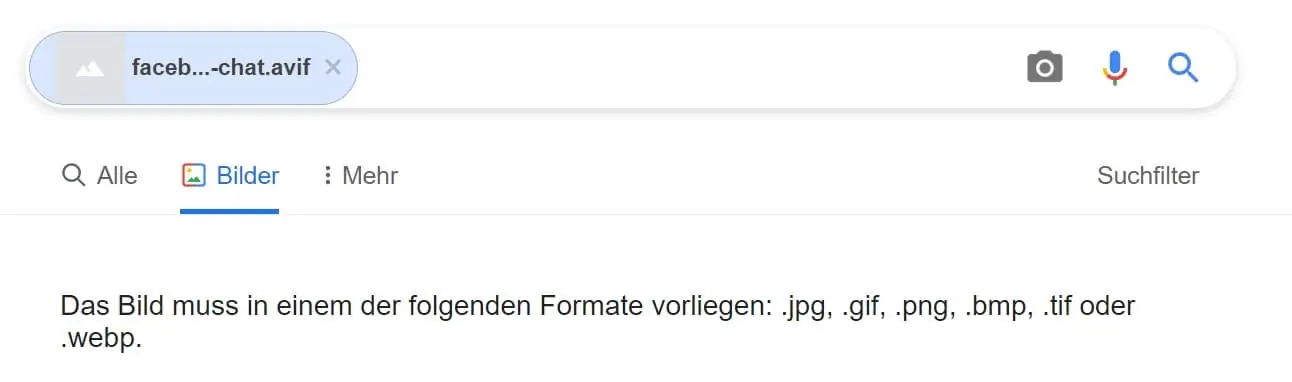 faceb...-chat.avif ×
Alle Bilder Mehr Suchfilter
Das Bild muss in einem der folgenden Formate vorliegen: .jpg, .gif, .png, .bmp, .tif oder
.webp.